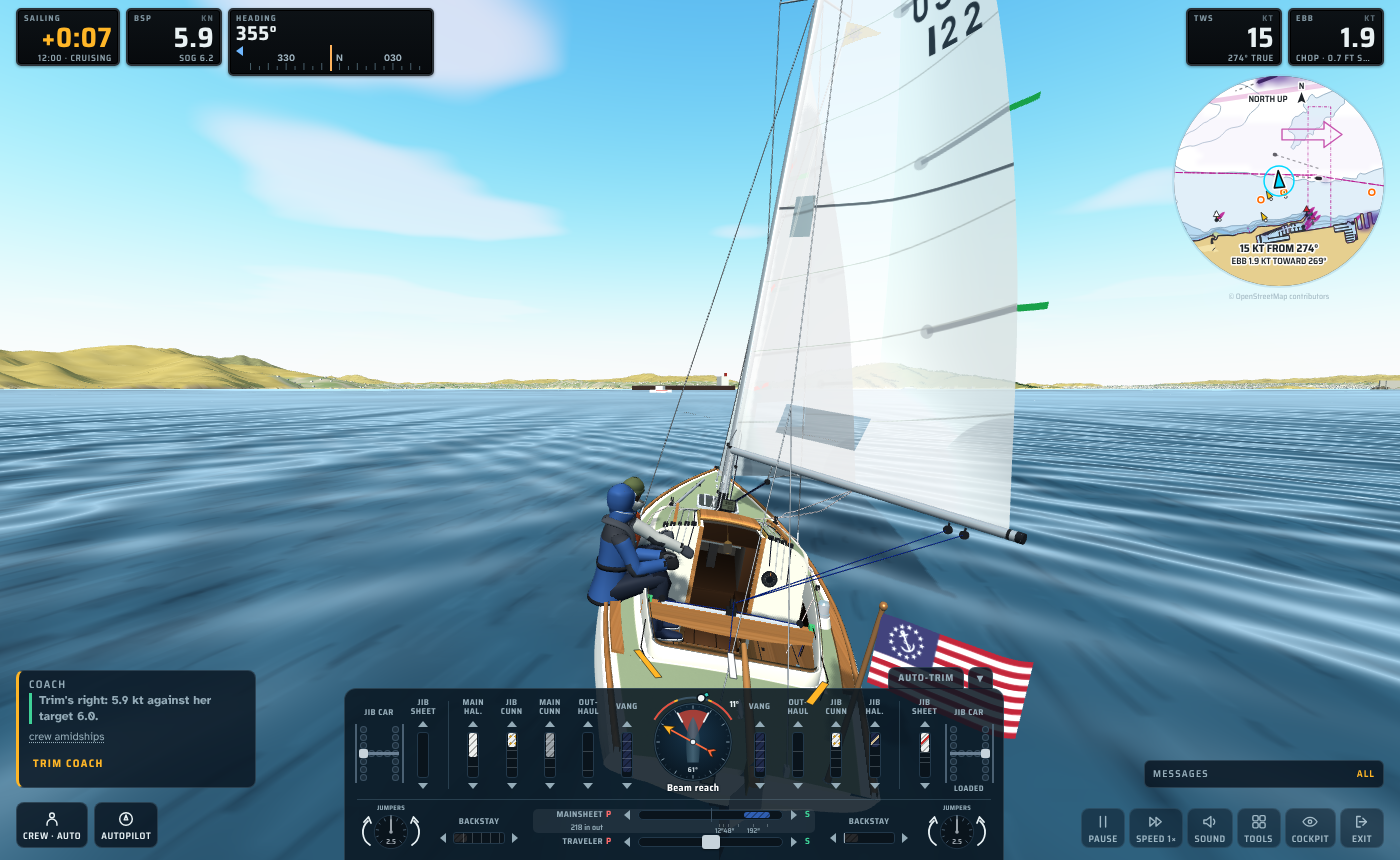 SAILING
+0:07
12:00 · CRUISING
BSP KN
5.9
SOG 6.2
HEADING
355°
330 N 030
TWS KT
15
274° TRUE
EBB KT
1.9
CHOP · 0.7 FT S…
122
N
NORTH UP
15 KT FROM 274°
EBB 1.9 KT TOWARD 269°
© OpenStreetMap contributors
COACH
Trim's right: 5.9 kt against her
target 6.0.
crew amidships
TRIM COACH
CREW · AUTO
AUTOPILOT
AUTO-TRIM ▼
JIB CAR
JIB SHEET
MAIN HAL.
JIB CUNN
MAIN CUNN
OUT-HAUL
VANG
11°
61°
Beam reach
VANG
OUT-HAUL
JIB CUNN
JIB HAL.
JIB SHEET
JIB CAR
LOADED
JUMPERS
2.5
BACKSTAY
MAINSHEET P S
218 in out
12'48" 192"
TRAVELER P S
BACKSTAY
JUMPERS
2.5
MESSAGES ALL
PAUSE
SPEED 1×
SOUND
TOOLS
COCKPIT
EXIT